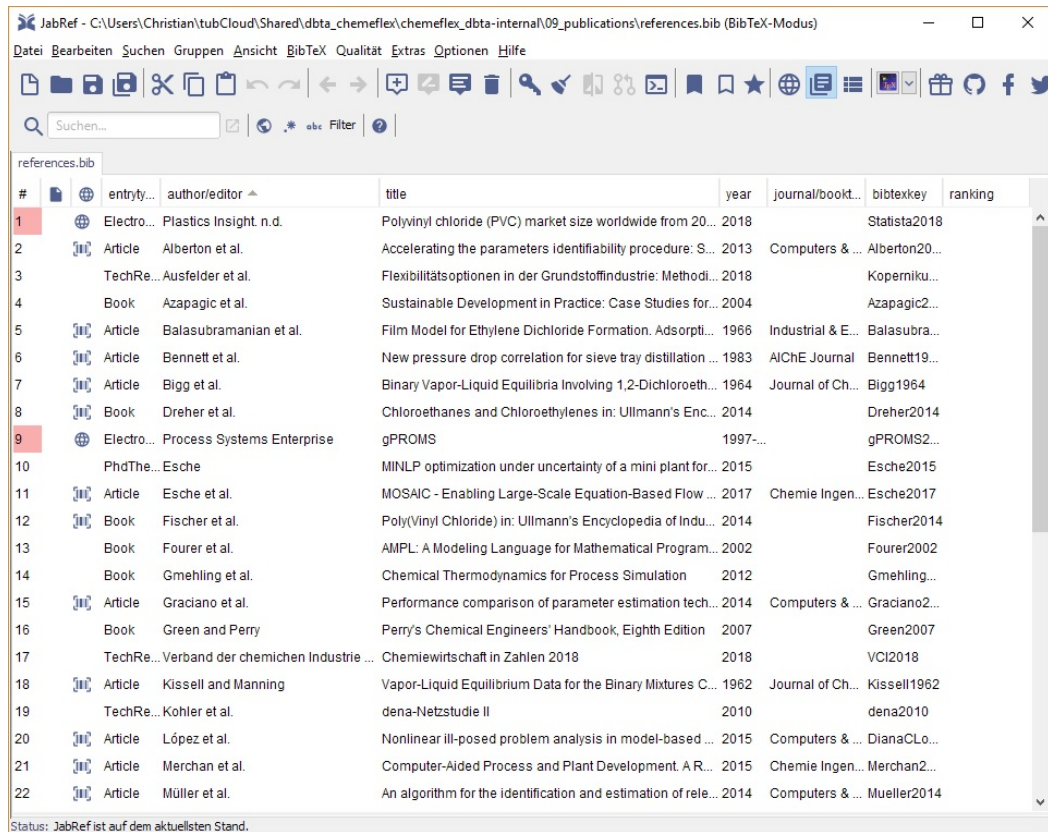 JabRef - C:\Users\Christian\tubCloud\Shared\dbta_chemeflex\chemeflex_dbta-internal\09_publications\references.bib (BibTeX-Modus)
Datei Bearbeiten Suchen Gruppen Ansicht BibTeX Qualität Extras Optionen Hilfe
Suchen... abc Filter
references.bib
# entryty... author/editor title year journal/bookt... bibtexkey ranking
1 Electro... Plastics Insight. n.d. Polyvinyl chloride (PVC) market size worldwide from 20... 2018 Statista2018
2 Article Alberton et al. Accelerating the parameters identifiability procedure: S... 2013 Computers & ... Alberton20...
3 TechRe... Ausfelder et al. Flexibilitätsoptionen in der Grundstoffindustrie: Methodi... 2018 Koperniku...
4 Book Azapagic et al. Sustainable Development in Practice: Case Studies for... 2004 Azapagic2...
5 Article Balasubramanian et al. Film Model for Ethylene Dichloride Formation. Adsorpti... 1966 Industrial & E... Balasubra...
6 Article Bennett et al. New pressure drop correlation for sieve tray distillation ... 1983 AIChE Journal Bennett19...
7 Article Bigg et al. Binary Vapor-Liquid Equilibria Involving 1,2-Dichloroeth... 1964 Journal of Ch... Bigg1964
8 Book Dreher et al. Chloroethanes and Chloroethylenes in: Ullmann's Enc... 2014 Dreher2014
9 Electro... Process Systems Enterprise gPROMS 1997-... gPROMS2...
10 PhdThe... Esche MINLP optimization under uncertainty of a mini plant for... 2015 Esche2015
11 Article Esche et al. MOSAIC - Enabling Large-Scale Equation-Based Flow ... 2017 Chemie Ingen... Esche2017
12 Book Fischer et al. Poly(Vinyl Chloride) in: Ullmann's Encyclopedia of Indu... 2014 Fischer2014
13 Book Fourer et al. AMPL: A Modeling Language for Mathematical Program... 2002 Fourer2002
14 Book Gmehling et al. Chemical Thermodynamics for Process Simulation 2012 Gmehling...
15 Article Graciano et al. Performance comparison of parameter estimation tech... 2014 Computers & ... Graciano2...
16 Book Green and Perry Perry's Chemical Engineers' Handbook, Eighth Edition 2007 Green2007
17 TechRe... Verband der chemichen Industrie ... Chemiewirtschaft in Zahlen 2018 2018 VCI2018
18 Article Kissell and Manning Vapor-Liquid Equilibrium Data for the Binary Mixtures C... 1962 Journal of Ch... Kissell1962
19 TechRe... Kohler et al. dena-Netzstudie II 2010 dena2010
20 Article López et al. Nonlinear ill-posed problem analysis in model-based ... 2015 Computers & ... DianaCLo...
21 Article Merchan et al. Computer-Aided Process and Plant Development. A R... 2015 Chemie Ingen... Merchan2...
22 Article Müller et al. An algorithm for the identification and estimation of rele... 2014 Computers & ... Mueller2014
Status: JabRef ist auf dem aktuellsten Stand.